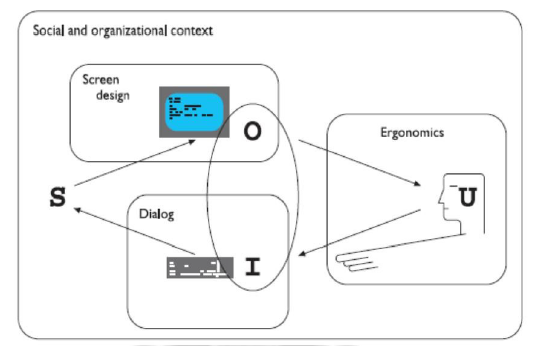 Social and organizational context
Screen
design
O
Ergonomics
S
U
Dialog
I